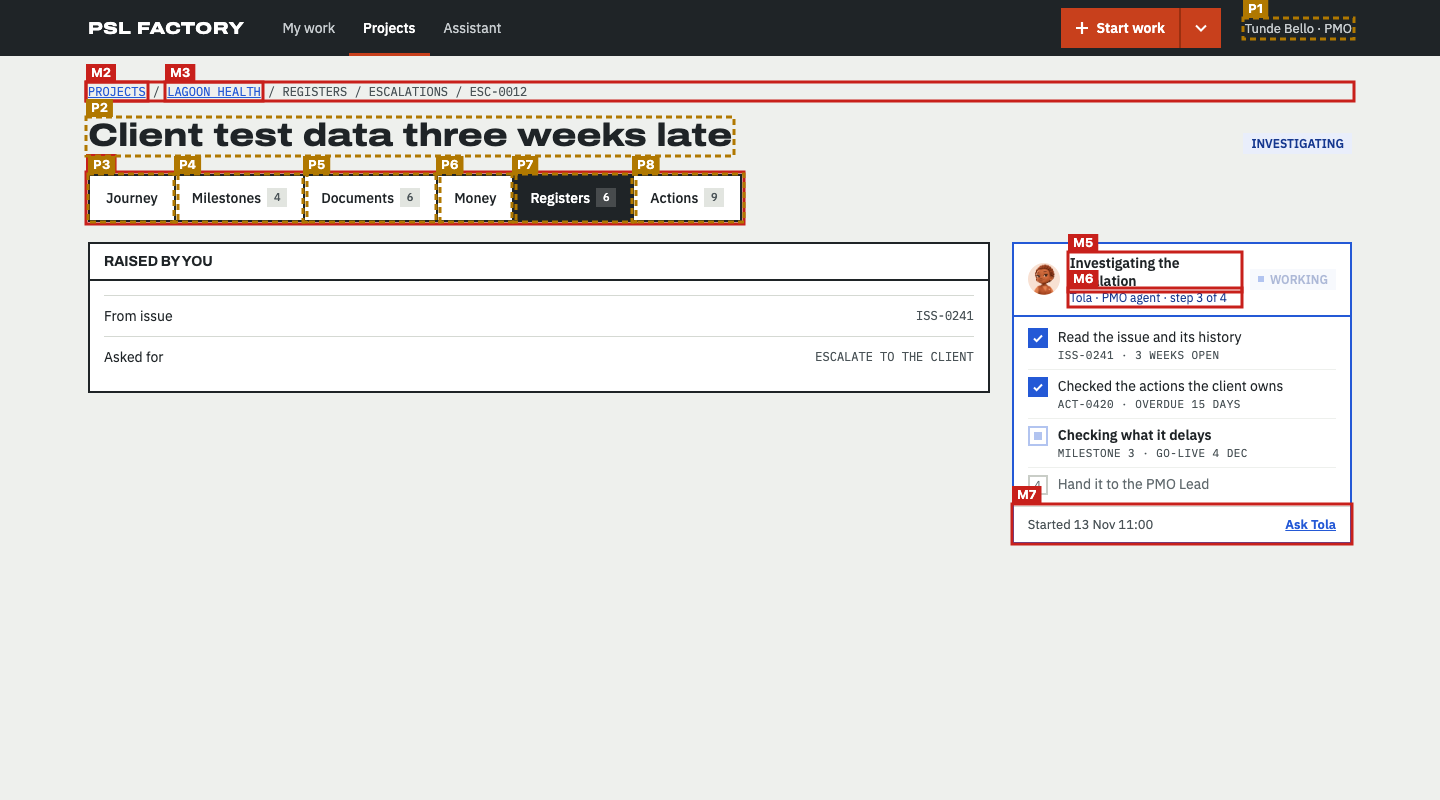 PSL FACTORY
My work
Projects
Assistant
Start work
P1
Tunde Bello · PMO
M2
M3
PROJECTS / LAGOON HEALTH / REGISTERS / ESCALATIONS / ESC-0012
P2
Client test data three weeks late
INVESTIGATING
P3
P4
P5
P6
P7
P8
Journey
Milestones 4
Documents 6
Money
Registers 6
Actions 9
RAISED BY YOU
From issue
ISS-0241
Asked for
ESCALATE TO THE CLIENT
M5
Investigating the
M6
lation
Tola · PMO agent · step 3 of 4
WORKING
Read the issue and its history
ISS-0241 · 3 WEEKS OPEN
Checked the actions the client owns
ACT-0420 · OVERDUE 15 DAYS
Checking what it delays
MILESTONE 3 · GO-LIVE 4 DEC
4
Hand it to the PMO Lead
M7
Started 13 Nov 11:00
Ask Tola